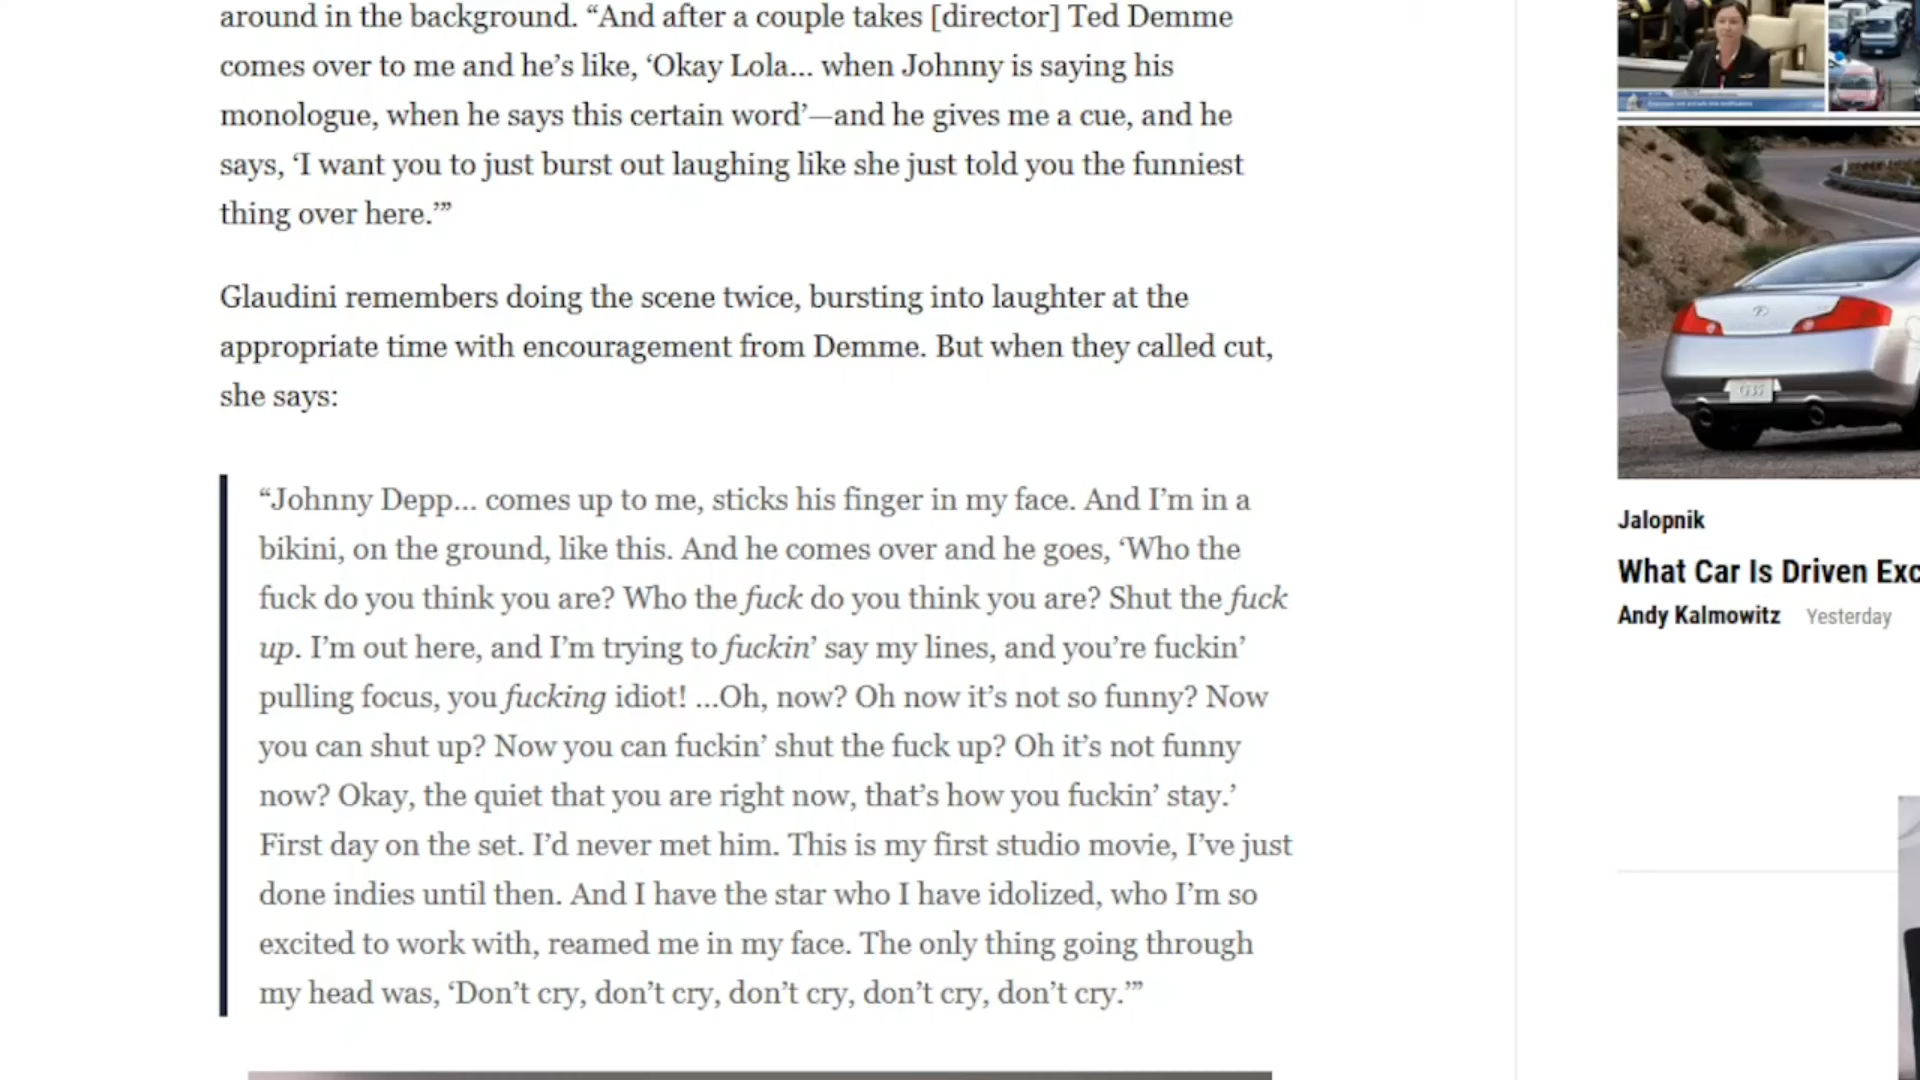 around in the background. “And after a couple takes [director] Ted Demme
comes over to me and he’s like, ‘Okay Lola... when Johnny is saying his
monologue, when he says this certain word’—and he gives me a cue, and he
says, ‘I want you to just burst out laughing like she just told you the funniest
thing over here.’”
Glaudini remembers doing the scene twice, bursting into laughter at the
appropriate time with encouragement from Demme. But when they called cut,
she says:
“Johnny Depp... comes up to me, sticks his finger in my face. And I’m in a
bikini, on the ground, like this. And he comes over and he goes, ‘Who the
fuck do you think you are? Who the fuck do you think you are? Shut the fuck
up. I’m out here, and I’m trying to fuckin’ say my lines, and you’re fuckin’
pulling focus, you fucking idiot! ...Oh, now? Oh now it’s not so funny? Now
you can shut up? Now you can fuckin’ shut the fuck up? Oh it’s not funny
now? Okay, the quiet that you are right now, that’s how you fuckin’ stay.’
First day on the set. I’d never met him. This is my first studio movie, I’ve just
done indies until then. And I have the star who I have idolized, who I’m so
excited to work with, reamed me in my face. The only thing going through
my head was, ‘Don’t cry, don’t cry, don’t cry, don’t cry, don’t cry.’”
G35
Jalopnik
What Car Is Driven Exc
Andy Kalmowitz Yesterday